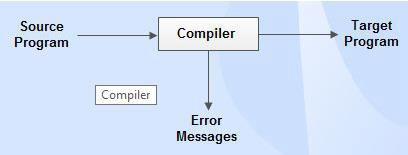 Source
Program
Compiler
Target
Program
Compiler
Error
Messages